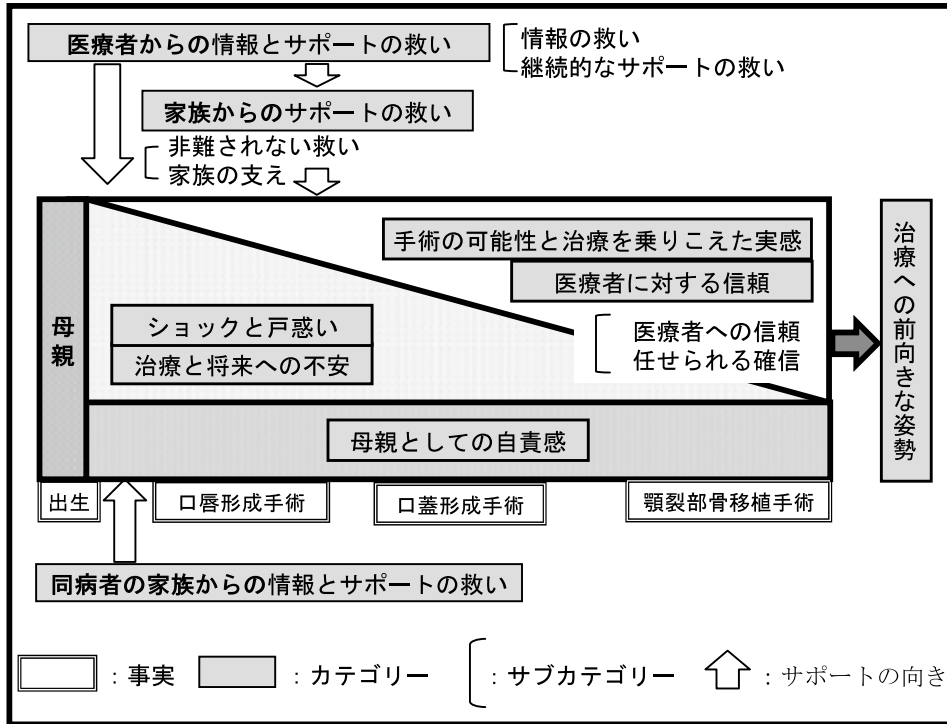 医療者からの情報とサポートの救い
情報の救い
継続的なサポートの救い
家族からのサポートの救い
非難されない救い
家族の支え
手術の可能性と治療を乗りこえた実感
医療者に対する信頼
医療者への信頼
任せられる確信
母親
ショックと戸惑い
治療と将来への不安
母親としての自責感
治療への前向きな姿勢
出生
口唇形成手術
口蓋形成手術
顎裂部骨移植手術
同病者の家族からの情報とサポートの救い
：事実
：カテゴリー
：サブカテゴリー
：サポートの向き